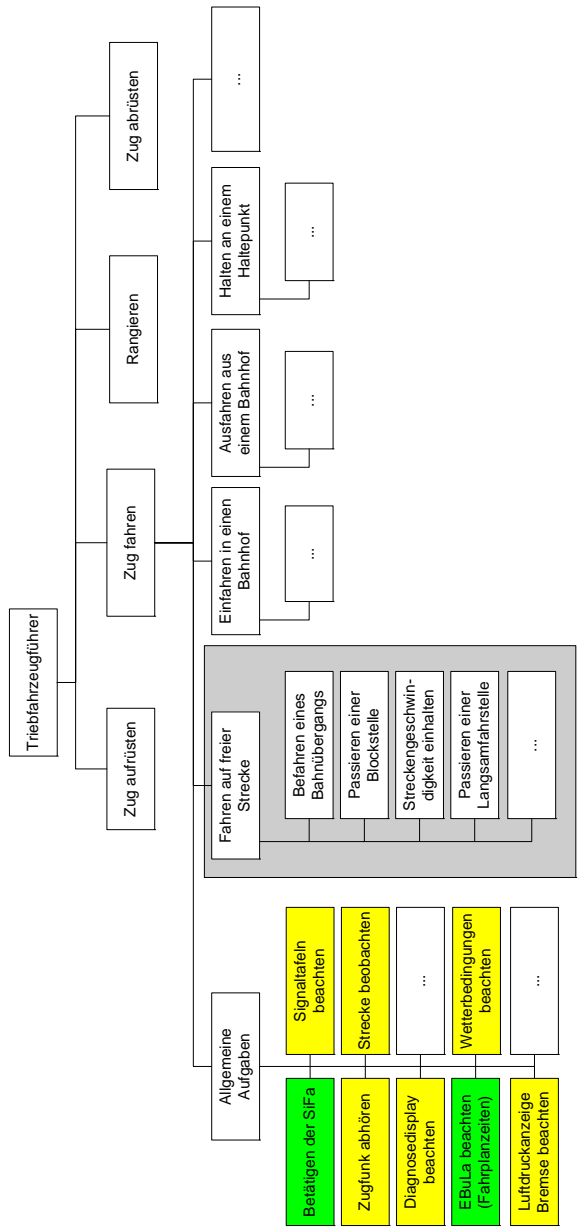 Triebfahrzeugführer
Zug aufrüsten
Zug fahren
Rangieren
Zug abrüsten
Allgemeine
Aufgaben
Fahren auf freier
Strecke
Einfahren in einen
Bahnhof
Ausfahren aus
einem Bahnhof
Halten an einem
Haltepunkt
...
Betätigen der SiFa
Signaltafeln
beachten
Zugfunk abhören
Strecke beobachten
Diagnosedisplay
beachten
...
EBuLa beachten
(Fahrplanzeiten)
Wetterbedingungen
beachten
Luftdruckanzeige
Bremse beachten
...
Befahren eines
Bahnübergangs
Passieren einer
Blockstelle
Streckengeschwin-
digkeit einhalten
Passieren einer
Langsamfahrstelle
...
...
...
...